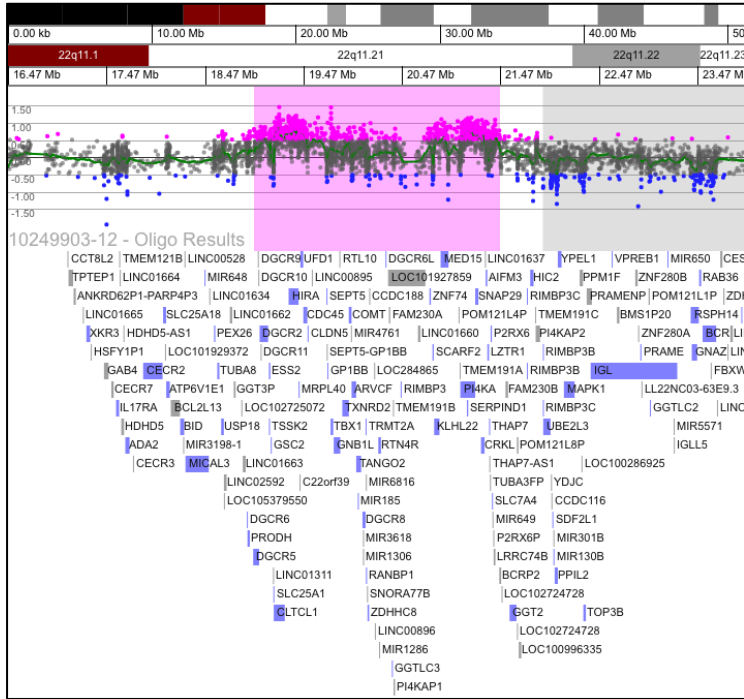 0.00 kb 10.00 Mb 20.00 Mb 30.00 Mb 40.00 Mb
22q11.1 22q11.21 22q11.22 22q11.23
16.47 Mb 17.47 Mb 18.47 Mb 19.47 Mb 20.47 Mb 21.47 Mb 22.47 Mb 23.47 Mb
1.50
1.00
0.50
-0.50
-1.00
-1.50
10249903-12 - Oligo Results
CCT8L2 TMEM121B LINC00528 DGCR9 UFD1 RTL10 DGCR6L MED15 LINC01637 YPEL1 VPREB1 MIR650
TPTEP1 LINC01664 MIR648 DGCR10 LINC00895 LOC101927859 AIFM3 HIC2 PPM1F ZNF280B RAB36
ANKRD62P1-PARP4P3 LINC01634 HIRA SEPT5 CCDC188 ZNF74 SNAP29 RIMBP3C PRAMENP POM121L1P
LINC01665 SLC25A18 LINC01662 CDC45 COMT FAM230A POM121L4P TMEM191C BMS1P20 RSPH14
XKR3 HDHD5-AS1 PEX26 DGCR2 CLDN5 MIR4761 LINC01660 P2RX6 PI4KAP2 ZNF280A BCR
HSFY1P1 LOC101929372 DGCR11 SEPT5-GP1BB SCARF2 LZTR1 RIMBP3B PRAME GNAZ
GAB4 CECR2 TUBA8 ESS2 GP1BB LOC284865 TMEM191A RIMBP3B IGL
CECR7 ATP6V1E1 GGT3P MRPL40 ARVCF RIMBP3 PI4KA FAM230B MAPK1 LL22NC03-63E9.3
IL17RA BCL2L13 LOC102725072 TXNRD2 TMEM191B SERPIND1 RIMBP3C GGTLC2
HDHD5 BID USP18 TSSK2 TBX1 TRMT2A KLHL22 THAP7 UBE2L3 MIR5571
ADA2 MIR3198-1 GSC2 GNB1L RTN4R CRKL POM121L8P IGLL5
CECR3 MICAL3 LINC01663 TANGO2 THAP7-AS1 LOC100286925
LINC02592 C22orf39 MIR6816 TUBA3FP YDJC
LOC105379550 MIR185 SLC7A4 CCDC116
DGCR6 DGCR8 MIR649 SDF2L1
PRODH MIR3618 P2RX6P MIR301B
DGCR5 MIR1306 LRRC74B MIR130B
LINC01311 RANBP1 BCRP2 PPIL2
SLC25A1 SNORA77B LOC102724728
CLTCL1 ZDHHC8 GGT2 TOP3B
LINC00896 LOC102724728
MIR1286 LOC100996335
GGTLC3
PI4KAP1